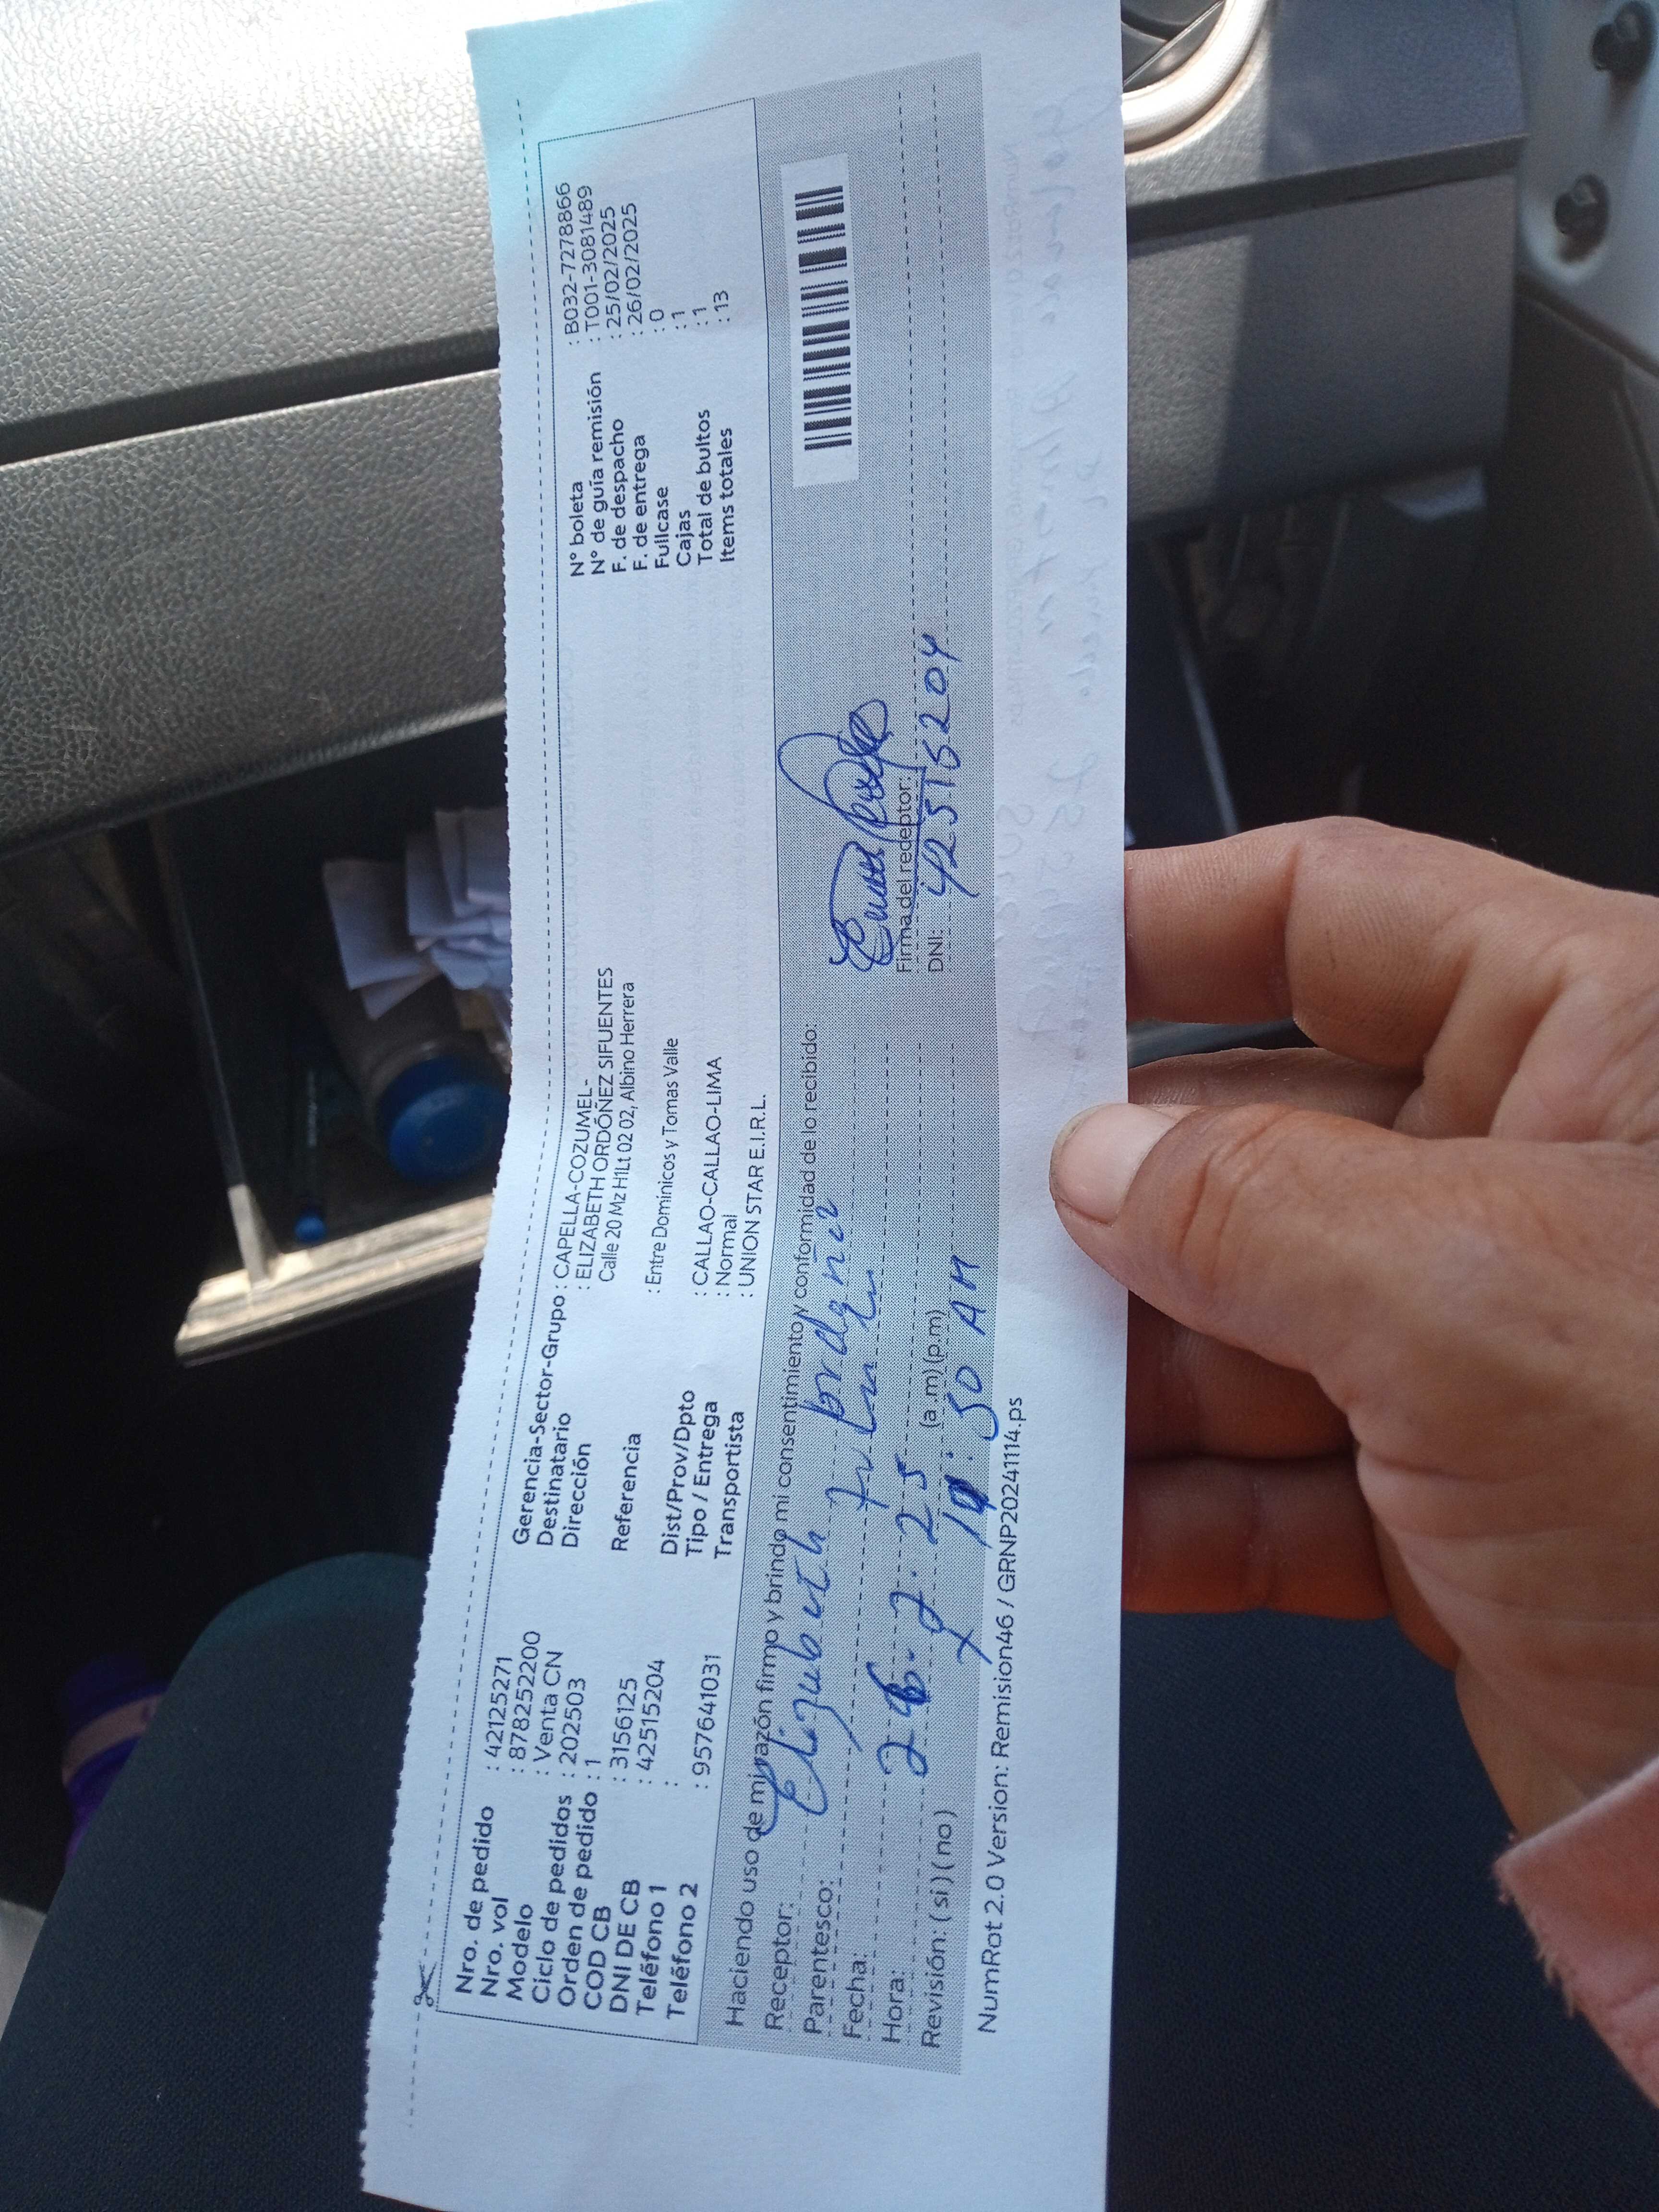 Nro. de pedido : 42125271
Nro. vol : 878252200
Modelo : Venta CN
Ciclo de pedidos : 202503
Orden de pedido : 1
COD CB : 3156125
DNI DE CB : 42515204
Teléfono 1 :
Teléfono 2 : 957641031
Gerencia-Sector-Grupo : CAPELLA-COZUMEL-
Destinatario : ELIZABETH ORDOÑEZ SIFUENTES
Dirección Calle 20 Mz H1Lt 02 02, Albino Herrera
Referencia : Entre Dominicos y Tomas Valle
Dist/Prov/Dpto : CALLAO-CALLAO-LIMA
Tipo / Entrega : Normal
Transportista : UNION STAR E.I.R.L.
N° boleta : B032-7278866
N° de guía remisión : T001-3081489
F. de despacho : 25/02/2025
F. de entrega : 26/02/2025
Fullcase : 0
Cajas : 1
Total de bultos : 1
Items totales : 13
Haciendo uso de mi razón firmo y brindo mi consentimiento y conformidad de lo recibido:
Receptor: Elizabeth
Parentesco:
Fecha: 26. 2. 25
Hora: 50 AM (a .m) (p.m)
Revisión: ( si ) ( no )
Firma del redeptor:
DNI: 42515204
NumRot 2.0 Version: Remision46 / GRNP20241114.ps